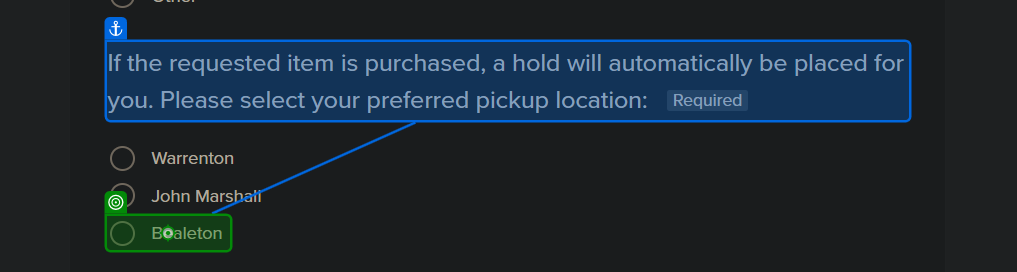 Other
If the requested item is purchased, a hold will automatically be placed for
you. Please select your preferred pickup location: Required
Warrenton
John Marshall
Bealeton